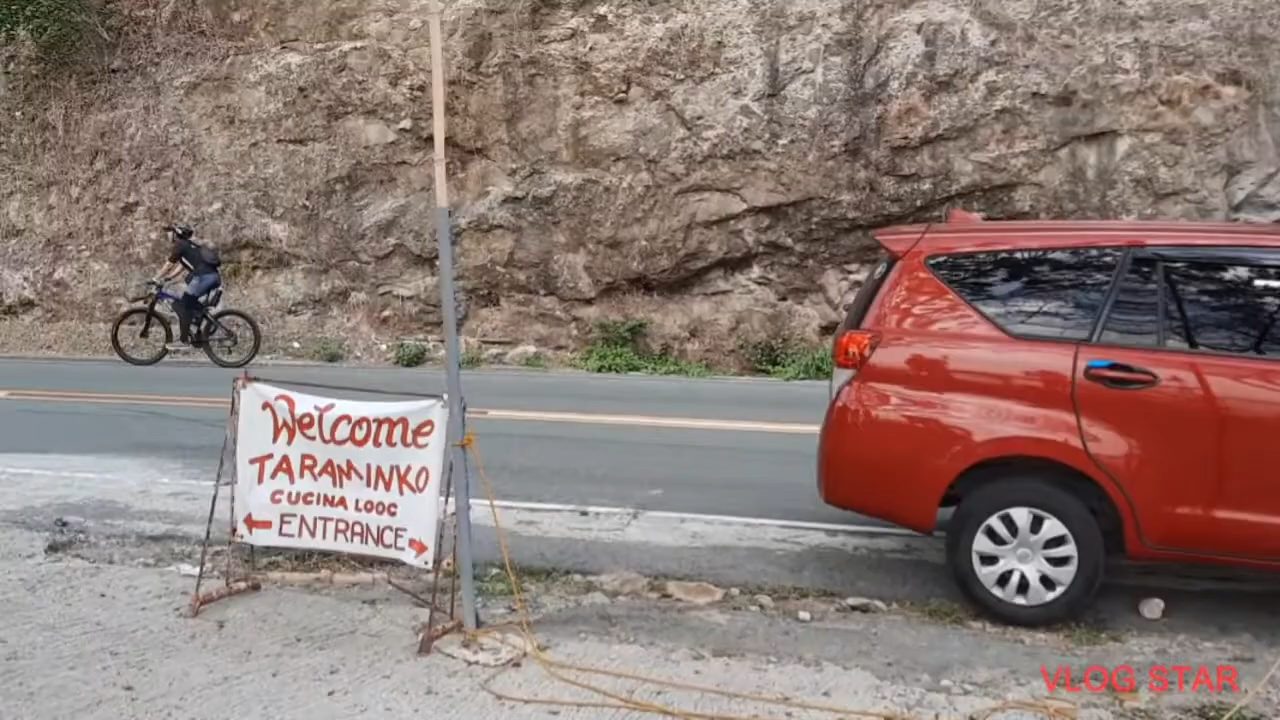 Welcome
TARAMINKO
CUCINA LOOC
← ENTRANCE →
VLOG STAR